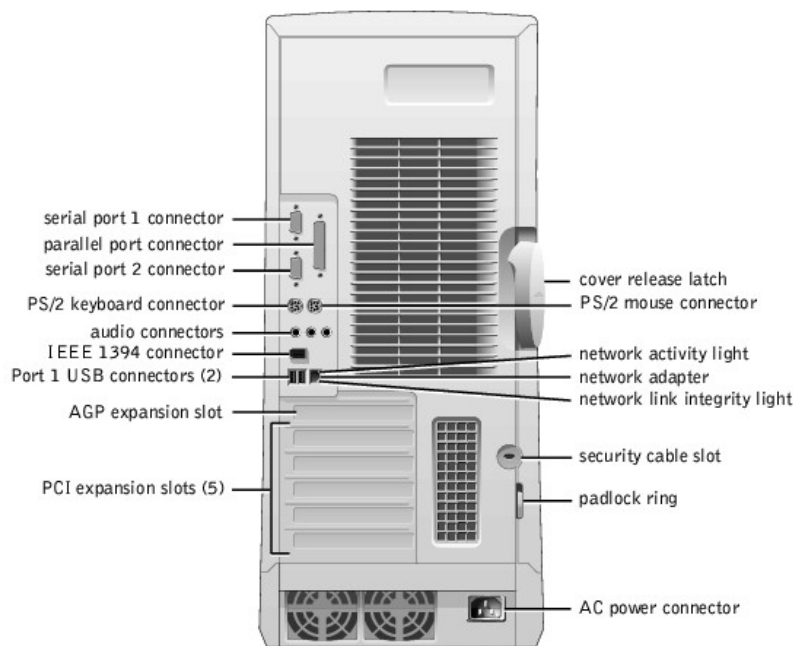 serial port 1 connector
parallel port connector
serial port 2 connector
PS/2 keyboard connector
audio connectors
IEEE 1394 connector
Port 1 USB connectors (2)
AGP expansion slot
PCI expansion slots (5)
cover release latch
PS/2 mouse connector
network activity light
network adapter
network link integrity light
security cable slot
padlock ring
AC power connector